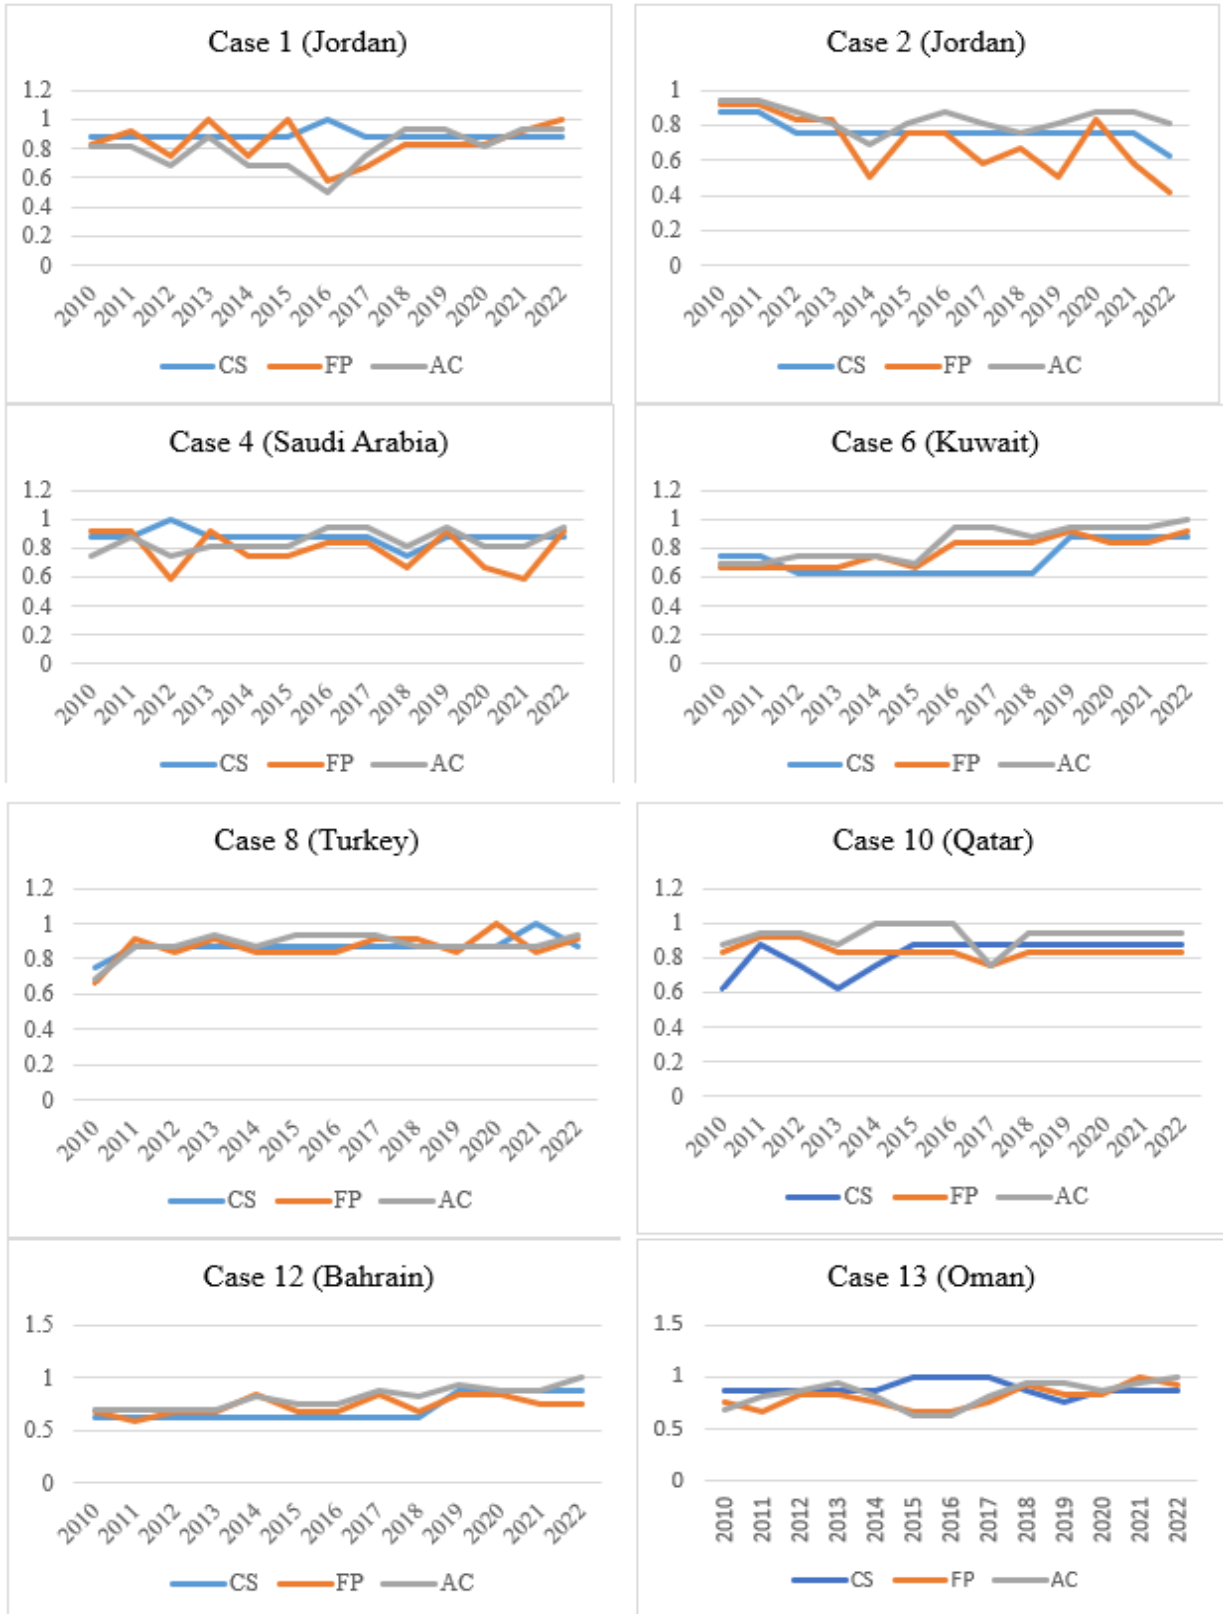 Case 1 (Jordan)
1.2
1
0.8
0.6
0.4
0.2
0
2010 2011 2012 2013 2014 2015 2016 2017 2018 2019 2020 2021 2022
CS FP AC
Case 2 (Jordan)
1
0.8
0.6
0.4
0.2
0
2010 2011 2012 2013 2014 2015 2016 2017 2018 2019 2020 2021 2022
CS FP AC
Case 4 (Saudi Arabia)
1.2
1
0.8
0.6
0.4
0.2
0
2010 2011 2012 2013 2014 2015 2016 2017 2018 2019 2020 2021 2022
CS FP AC
Case 6 (Kuwait)
1.2
1
0.8
0.6
0.4
0.2
0
2010 2011 2012 2013 2014 2015 2016 2017 2018 2019 2020 2021 2022
CS FP AC
Case 8 (Turkey)
1.2
1
0.8
0.6
0.4
0.2
0
2010 2011 2012 2013 2014 2015 2016 2017 2018 2019 2020 2021 2022
CS FP AC
Case 10 (Qatar)
1.2
1
0.8
0.6
0.4
0.2
0
2010 2011 2012 2013 2014 2015 2016 2017 2018 2019 2020 2021 2022
CS FP AC
Case 12 (Bahrain)
1.5
1
0.5
0
2010 2011 2012 2013 2014 2015 2016 2017 2018 2019 2020 2021 2022
CS FP AC
Case 13 (Oman)
1.5
1
0.5
0
2010 2011 2012 2013 2014 2015 2016 2017 2018 2019 2020 2021 2022
CS FP AC